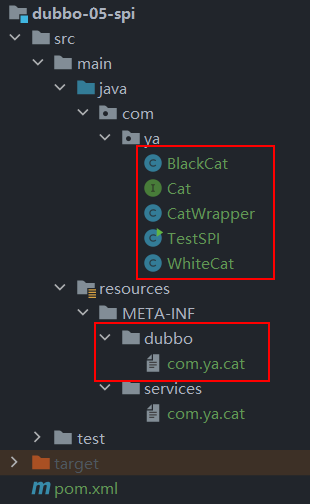 dubbo-05-spi
src
main
java
com
ya
BlackCat
Cat
CatWrapper
TestSPI
WhiteCat
resources
META-INF
dubbo
com.ya.cat
services
com.ya.cat
test
target
pom.xml